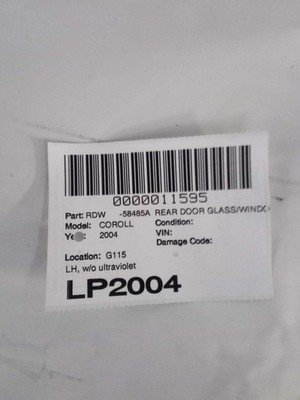 0000011595
Part: RDW -58485A REAR DOOR GLASS/WINDO
Model: COROLL Condition:
2004 VIN:
Damage Code:
Location: G115
LH, w/o ultraviolet
LP2004